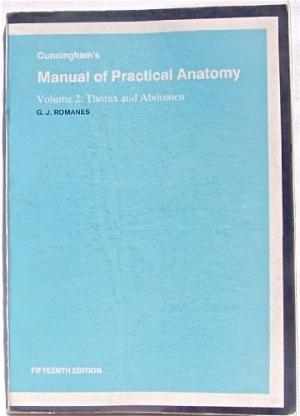 Cunningham's
Manual of Practical Anatomy
Volume 2: Thorax and Abdomen
G. J. ROMANES
FIFTEENTH EDITION